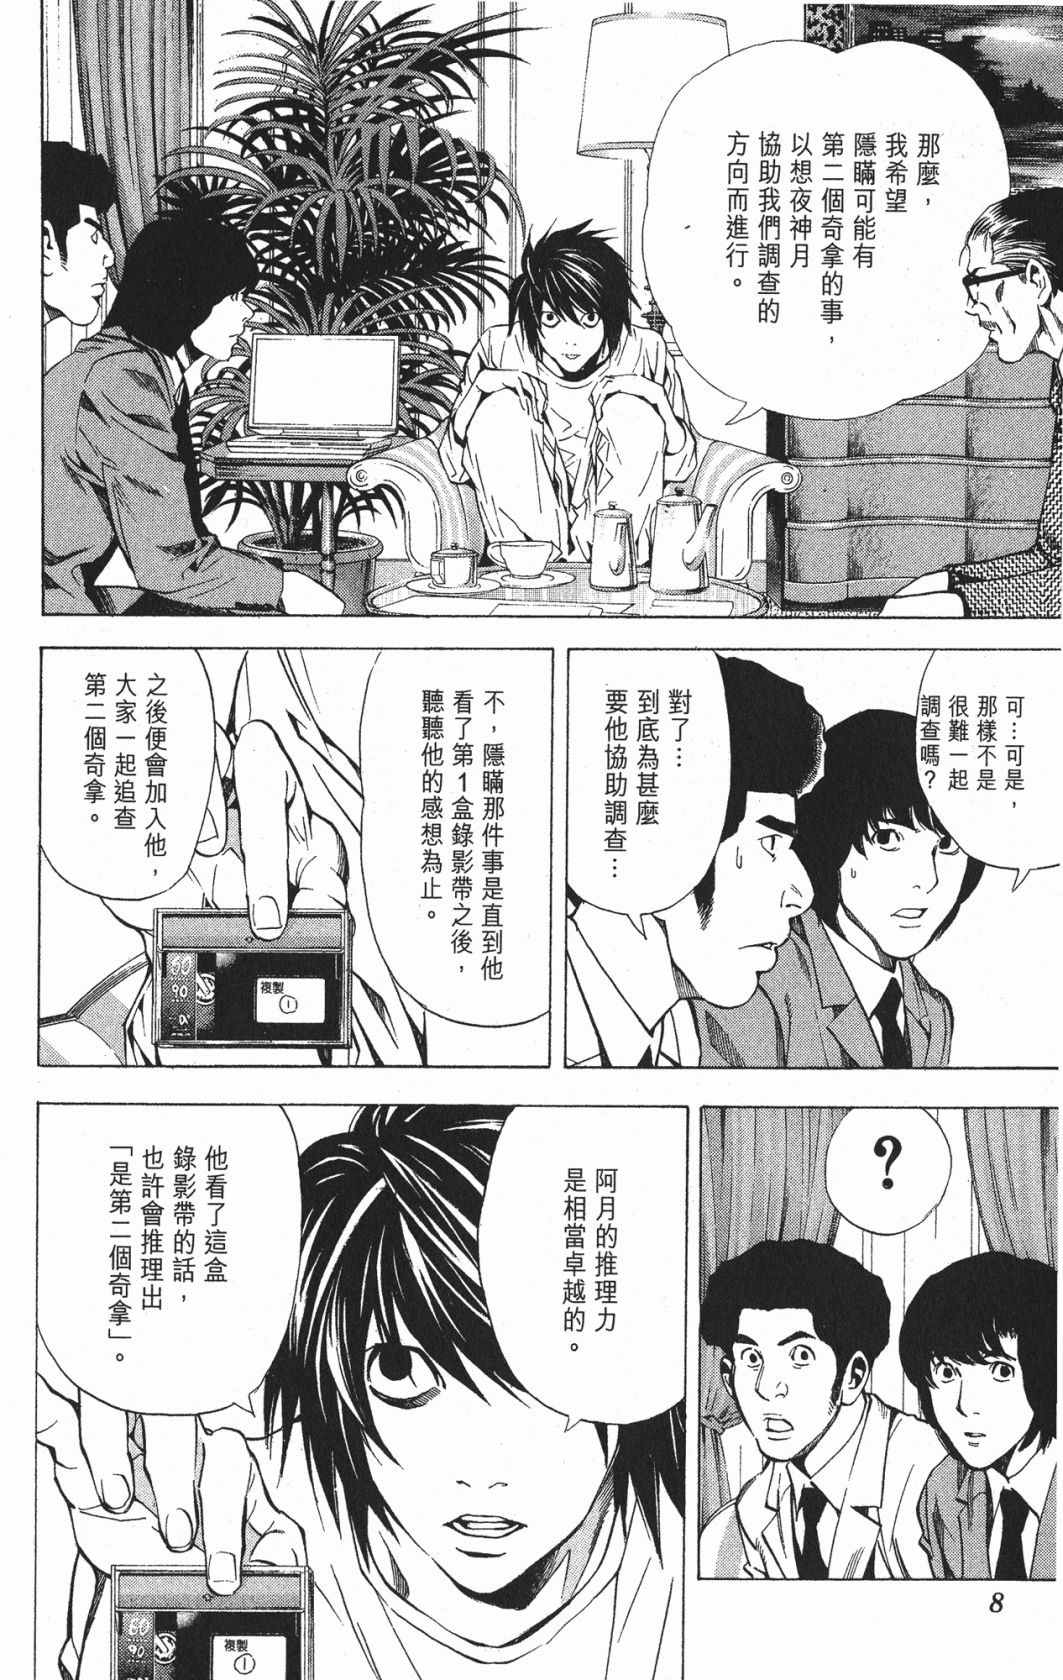 那麼，
我希望
隱瞞可能有
第二個奇拿的事，
以想夜神月
協助我們調查的
方向而進行。
可…可是，
那樣不是
很難一起
調查嗎？
對了…
到底為甚麼
要他協助調查…
不，隱瞞那件事是直到他
看了第1盒錄影帶之後，
聽聽他的感想為止。
之後便會加入他，
大家一起追查
第二個奇拿。
60
90
複製
①
？
阿月的推理力
是相當卓越的。
他看了這盒
錄影帶的話，
也許會推理出
「是第二個奇拿」。
60
90
複製
①
8